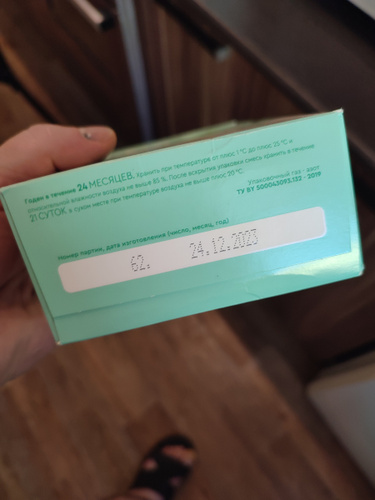 Годен в течение 24 МЕСЯЦЕВ. Хранить при температуре от плюс 1 °С до плюс 25 °С и
относительной влажности воздуха не выше 85 %. После вскрытия упаковки смесь хранить в течение
21 СУТОК в сухом месте при температуре воздуха не выше плюс 20 °С.
Упаковочный газ - азот
ТУ BY 500043093.133 - 2019
Номер партии, дата изготовления (число, месяц, год)
62. 24.12.2023